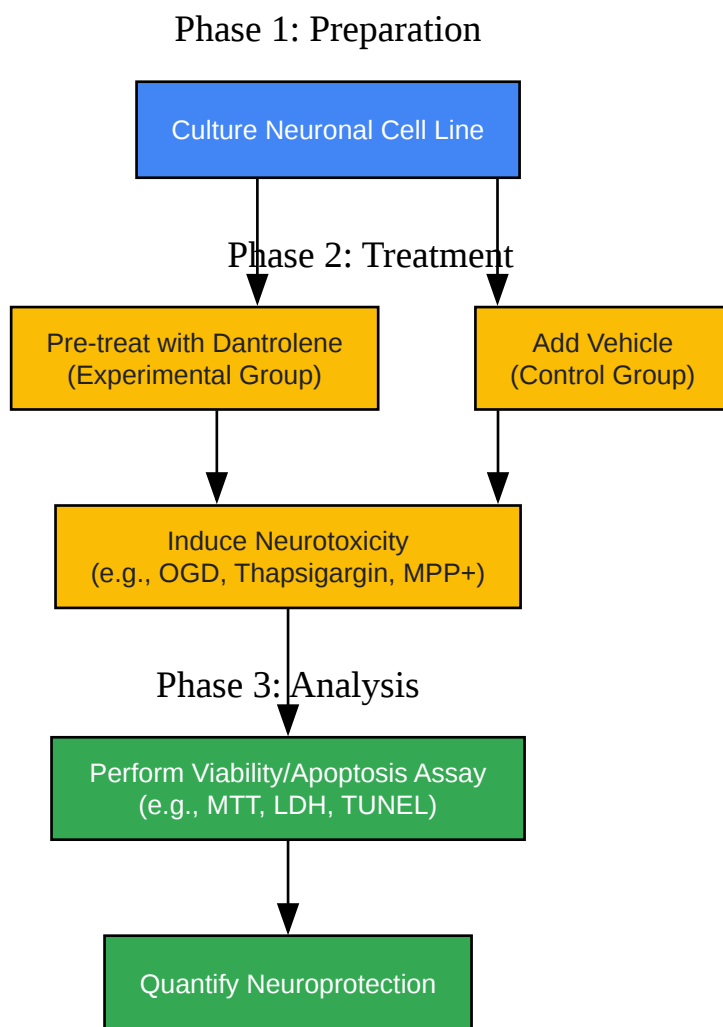 Phase 1: Preparation
Culture Neuronal Cell Line
Phase 2: Treatment
Pre-treat with Dantrolene
(Experimental Group)
Add Vehicle
(Control Group)
Induce Neurotoxicity
(e.g., OGD, Thapsigargin, MPP+)
Phase 3: Analysis
Perform Viability/Apoptosis Assay
(e.g., MTT, LDH, TUNEL)
Quantify Neuroprotection